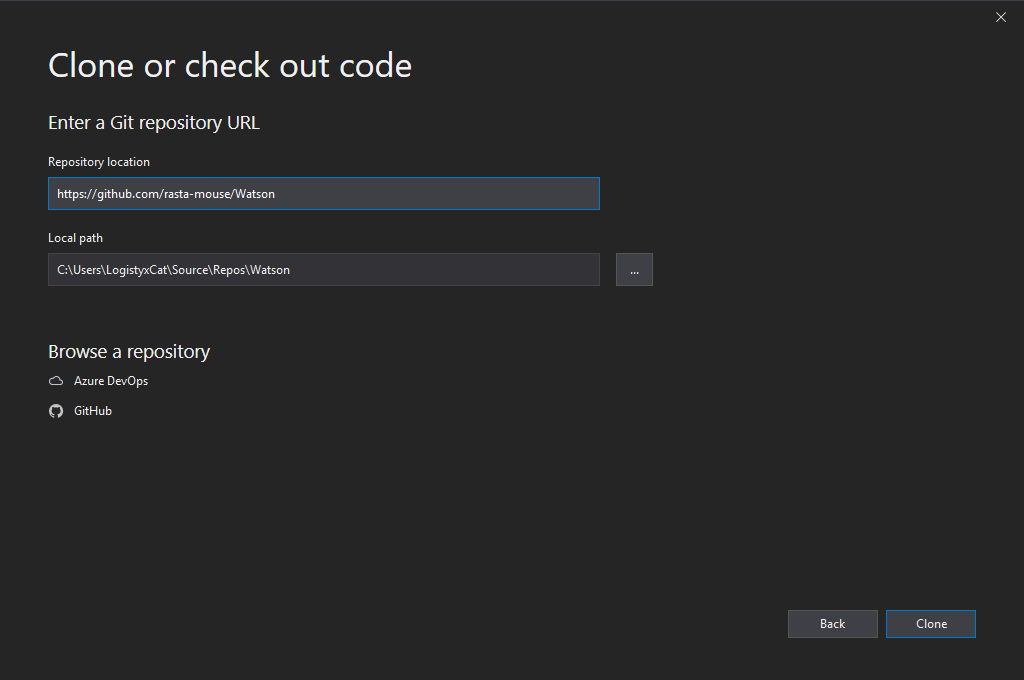 Clone or check out code
Enter a Git repository URL
Repository location
https://github.com/rasta-mouse/Watson
Local path
C:\Users\LogistyxCat\Source\Repos\Watson
...
Browse a repository
Azure DevOps
GitHub
Back
Clone